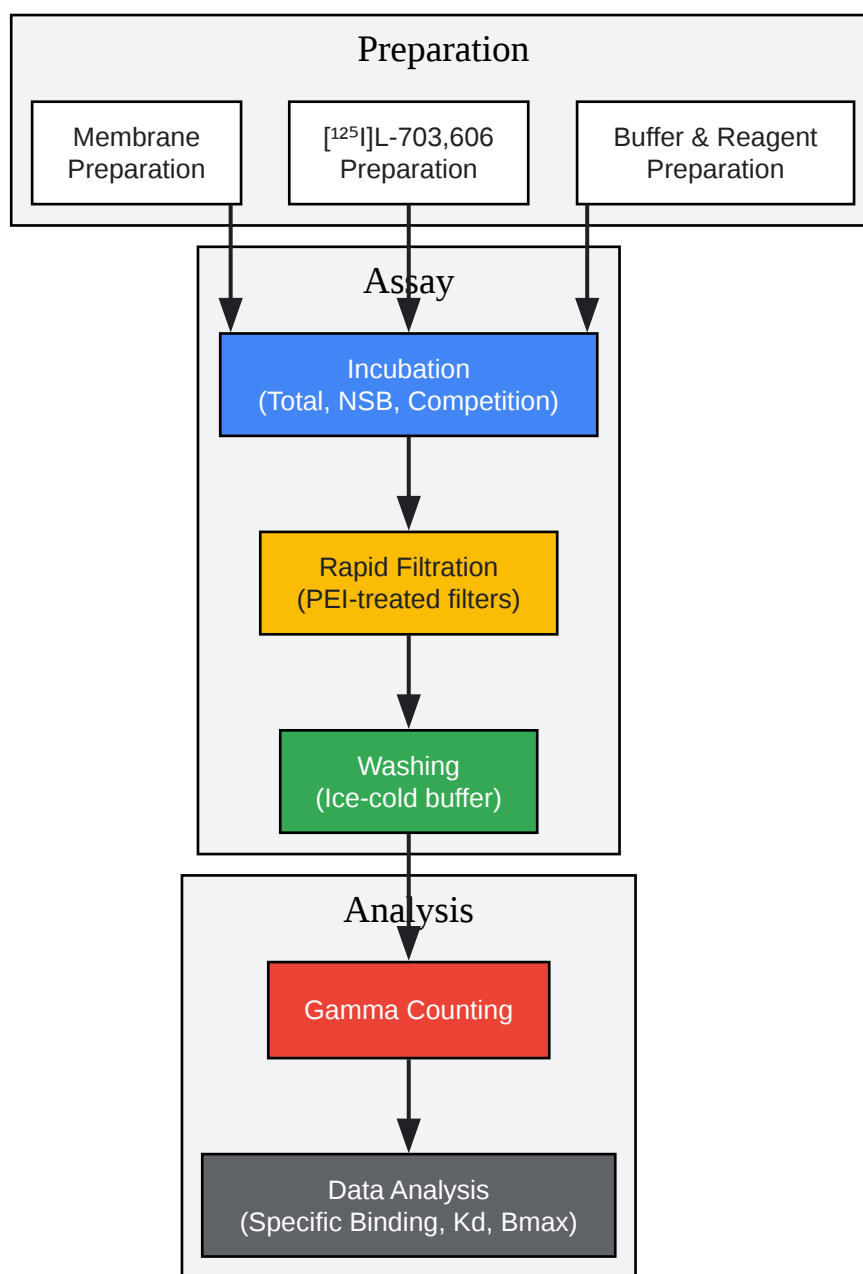 Preparation
Membrane
Preparation
[¹²⁵I]L-703,606
Preparation
Buffer & Reagent
Preparation
Assay
Incubation
(Total, NSB, Competition)
Rapid Filtration
(PEI-treated filters)
Washing
(Ice-cold buffer)
Analysis
Gamma Counting
Data Analysis
(Specific Binding, Kd, Bmax)